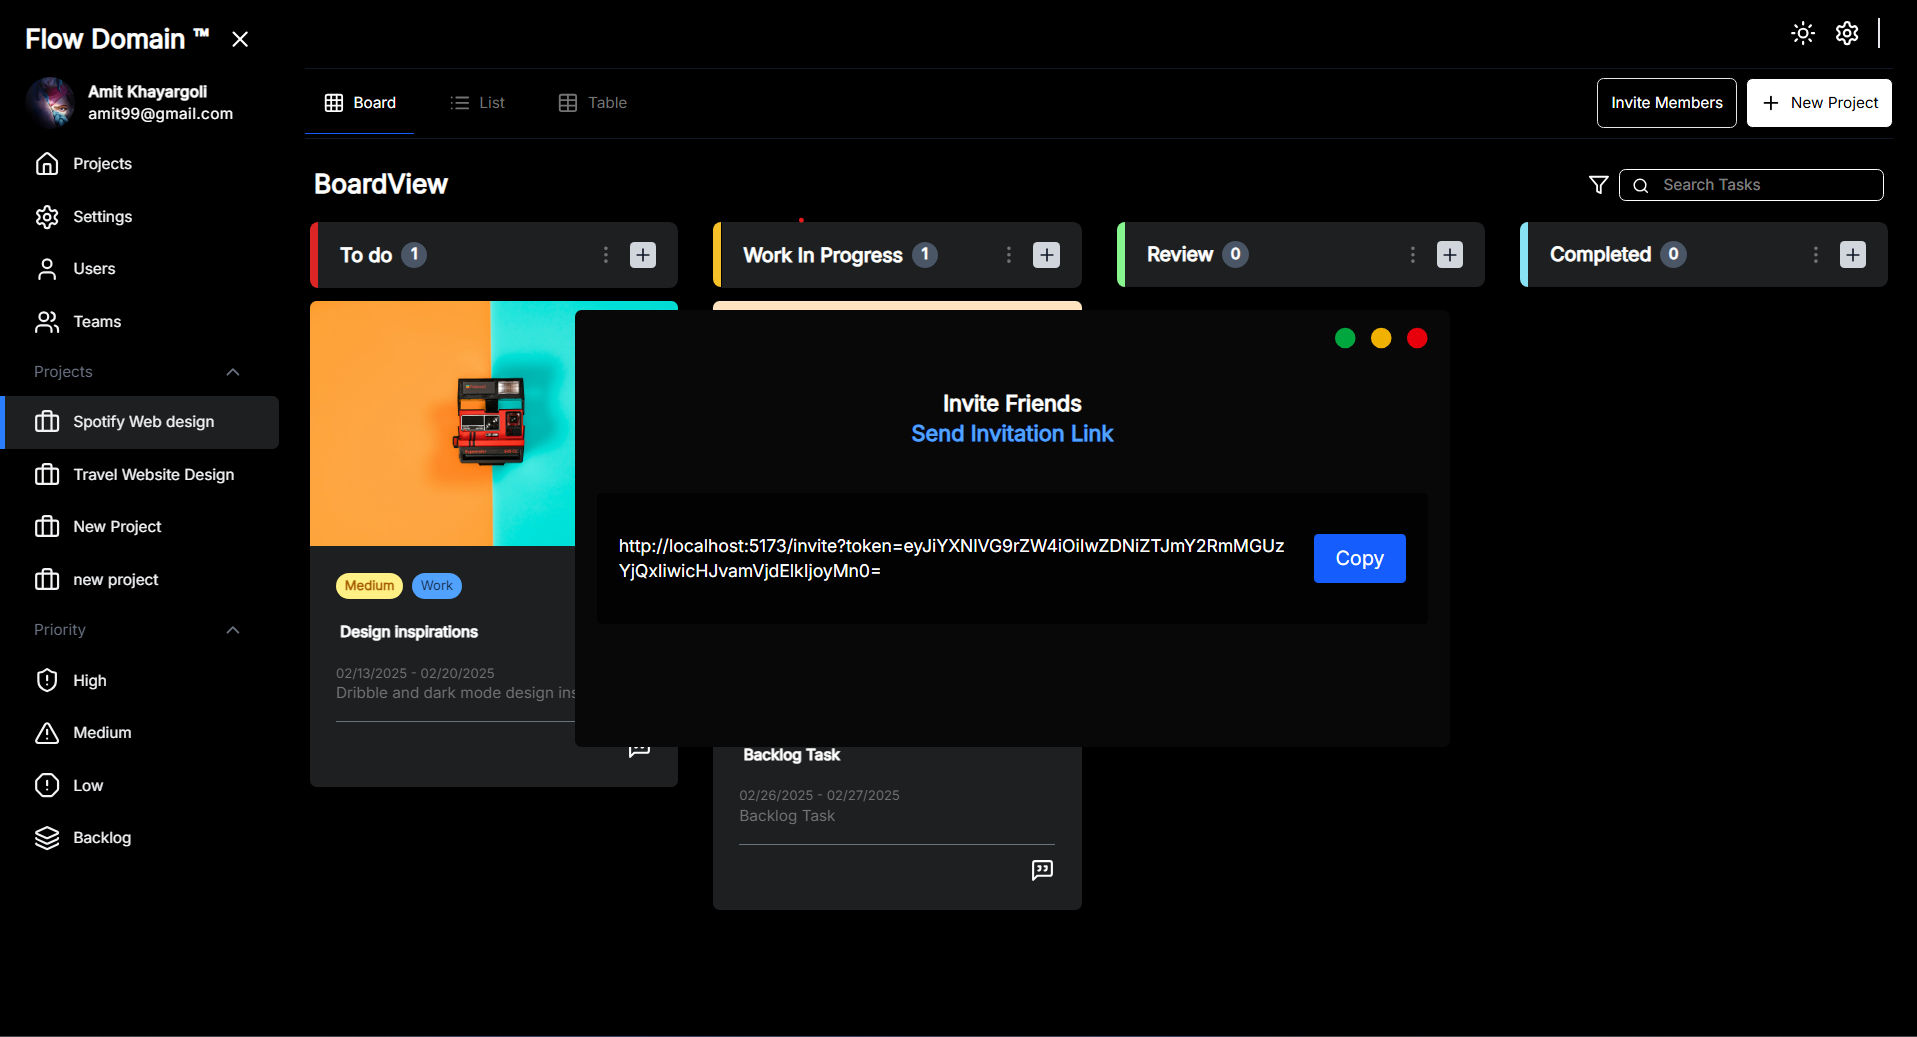 Flow Domain ™
Amit Khayargoli
amit99@gmail.com
Projects
Settings
Users
Teams
Projects
Spotify Web design
Travel Website Design
New Project
new project
Priority
High
Medium
Low
Backlog
Board
List
Table
Invite Members
New Project
BoardView
Search Tasks
To do 1
Work In Progress 1
Review 0
Completed 0
Medium
Work
Design inspirations
02/13/2025 - 02/20/2025
Dribble and dark mode design ins
Invite Friends
Send Invitation Link
http://localhost:5173/invite?token=eyJiYXNlVG9rZW4iOiIwZDNiZTJmY2RmMGUz
YjQxIiwicHJvamVjdElkIjoyMn0=
Copy
Backlog Task
02/26/2025 - 02/27/2025
Backlog Task